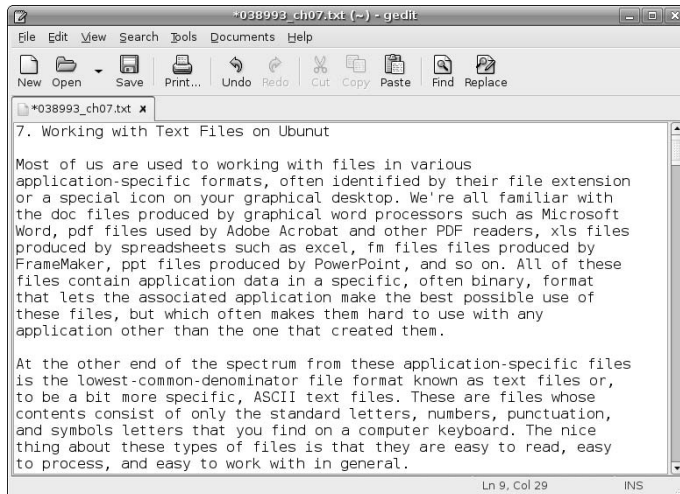 *038993_ch07.txt (~) - gedit
File Edit View Search Tools Documents Help
New Open Save Print... Undo Redo Cut Copy Paste Find Replace
*038993_ch07.txt x
7. Working with Text Files on Ubunut
Most of us are used to working with files in various
application-specific formats, often identified by their file extension
or a special icon on your graphical desktop. We're all familiar with
the doc files produced by graphical word processors such as Microsoft
Word, pdf files used by Adobe Acrobat and other PDF readers, xls files
produced by spreadsheets such as excel, fm files files produced by
FrameMaker, ppt files produced by PowerPoint, and so on. All of these
files contain application data in a specific, often binary, format
that lets the associated application make the best possible use of
these files, but which often makes them hard to use with any
application other than the one that created them.
At the other end of the spectrum from these application-specific files
is the lowest-common-denominator file format known as text files or,
to be a bit more specific, ASCII text files. These are files whose
contents consist of only the standard letters, numbers, punctuation,
and symbols letters that you find on a computer keyboard. The nice
thing about these types of files is that they are easy to read, easy
to process, and easy to work with in general.
Ln 9, Col 29 INS